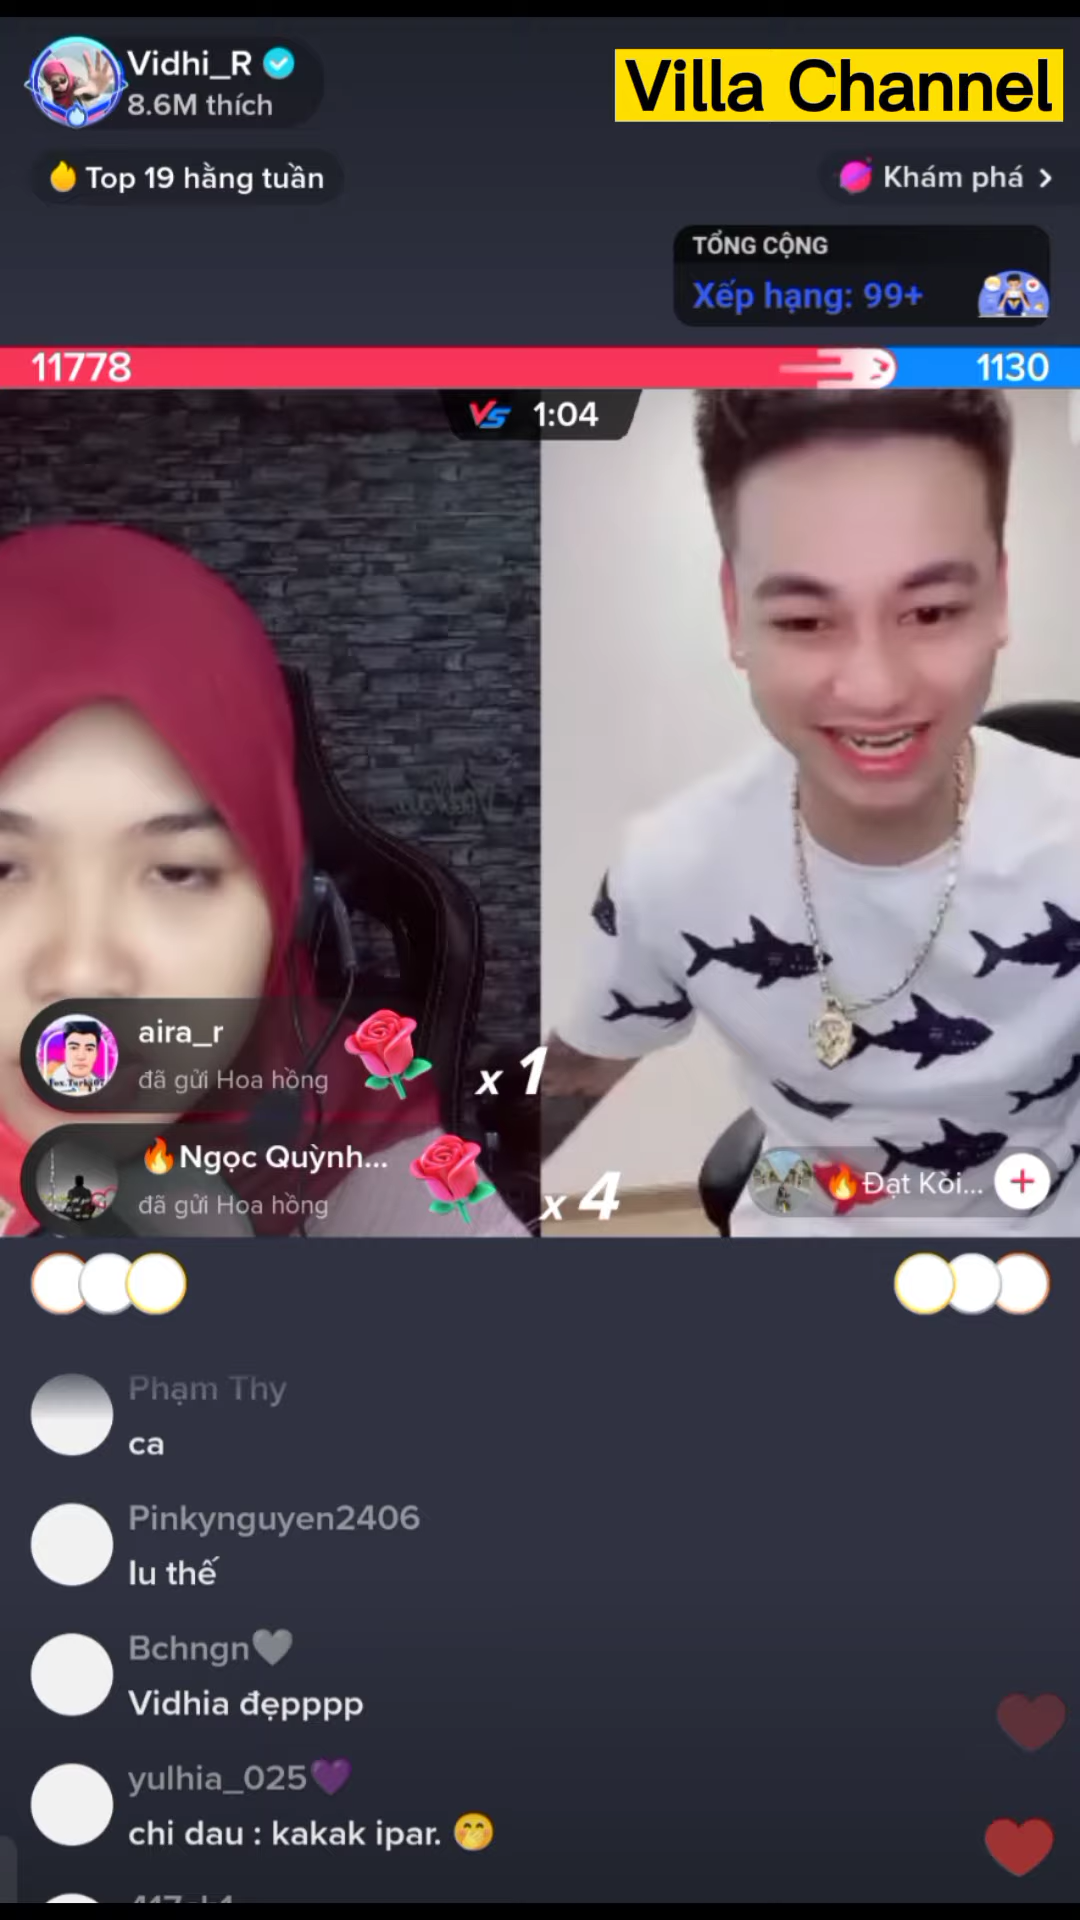 Vidhi_R
8.6M thích
Villa Channel
Top 19 hằng tuần
Khám phá
TỔNG CỘNG
Xếp hạng: 99+
11778
1130
VS 1:04
aira_r
đã gửi Hoa hồng
x 1
🔥Ngọc Quỳnh...
đã gửi Hoa hồng
x 4
🔥Đạt Kòi...
Phạm Thy
ca
Pinkynguyen2406
lu thế
Bchngn🩶
Vidhia đẹpppp
yulhia_025💜
chi dau : kakak ipar. 🤭